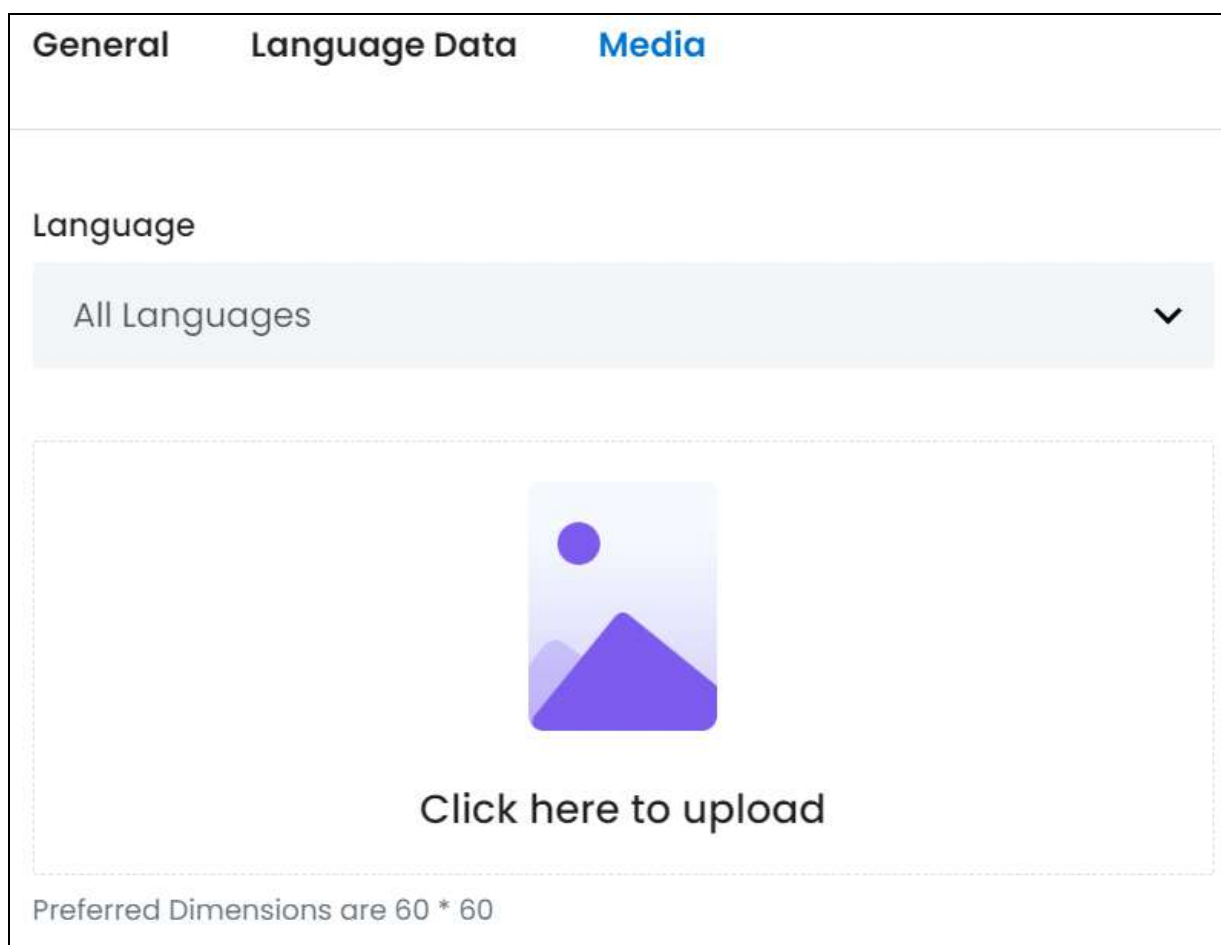 General Language Data Media
Language
All Languages
Click here to upload
Preferred Dimensions are 60 * 60